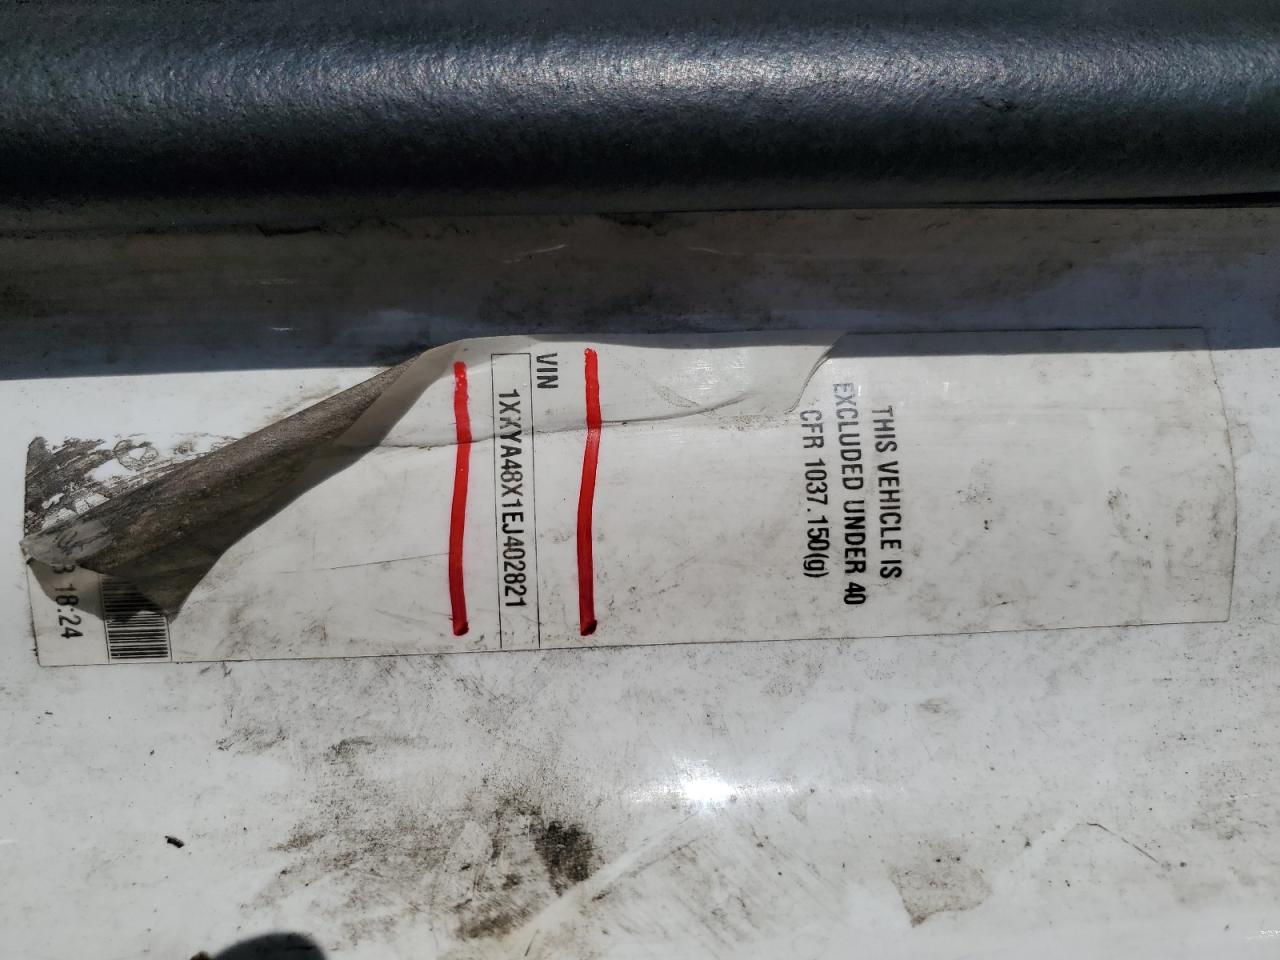 THIS VEHICLE IS
EXCLUDED UNDER 40
CFR 1037.150(g)
VIN
1XKYA48X1EJ402821
18:24